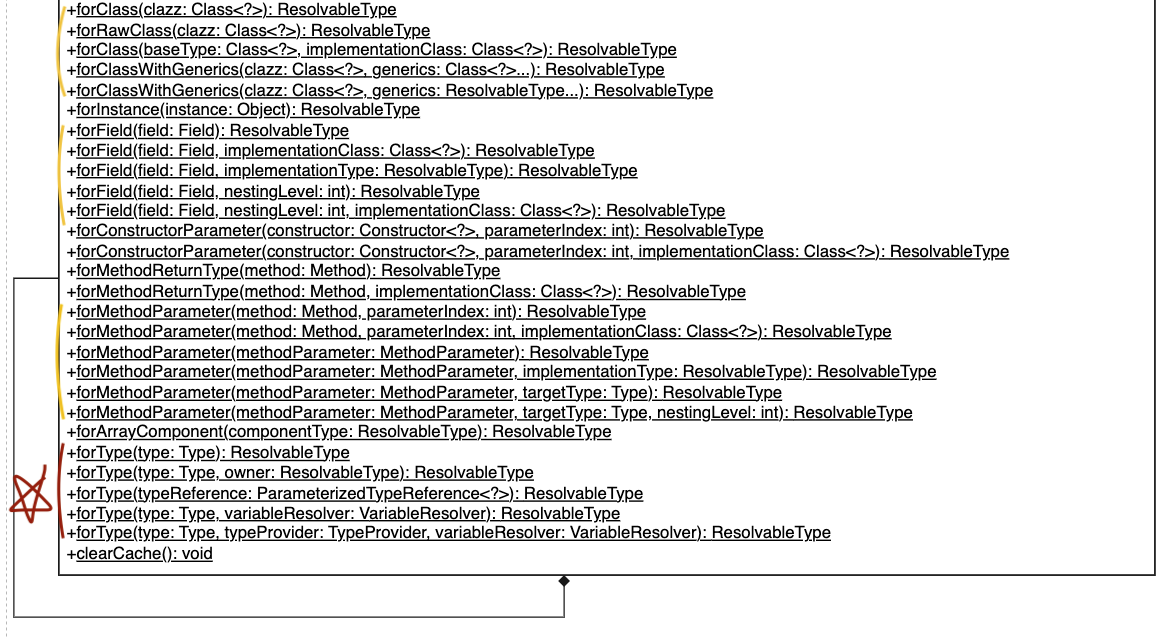 +forClass(clazz: Class<?>): ResolvableType
+forRawClass(clazz: Class<?>): ResolvableType
+forClass(baseType: Class<?>, implementationClass: Class<?>): ResolvableType
+forClassWithGenerics(clazz: Class<?>, generics: Class<?>...): ResolvableType
+forClassWithGenerics(clazz: Class<?>, generics: ResolvableType...): ResolvableType
+forInstance(instance: Object): ResolvableType
+forField(field: Field): ResolvableType
+forField(field: Field, implementationClass: Class<?>): ResolvableType
+forField(field: Field, implementationType: ResolvableType): ResolvableType
+forField(field: Field, nestingLevel: int): ResolvableType
+forField(field: Field, nestingLevel: int, implementationClass: Class<?>): ResolvableType
+forConstructorParameter(constructor: Constructor<?>, parameterIndex: int): ResolvableType
+forConstructorParameter(constructor: Constructor<?>, parameterIndex: int, implementationClass: Class<?>): ResolvableType
+forMethodReturnType(method: Method): ResolvableType
+forMethodReturnType(method: Method, implementationClass: Class<?>): ResolvableType
+forMethodParameter(method: Method, parameterIndex: int): ResolvableType
+forMethodParameter(method: Method, parameterIndex: int, implementationClass: Class<?>): ResolvableType
+forMethodParameter(methodParameter: MethodParameter): ResolvableType
+forMethodParameter(methodParameter: MethodParameter, implementationType: ResolvableType): ResolvableType
+forMethodParameter(methodParameter: MethodParameter, targetType: Type): ResolvableType
+forMethodParameter(methodParameter: MethodParameter, targetType: Type, nestingLevel: int): ResolvableType
+forArrayComponent(componentType: ResolvableType): ResolvableType
+forType(type: Type): ResolvableType
+forType(type: Type, owner: ResolvableType): ResolvableType
+forType(typeReference: ParameterizedTypeReference<?>): ResolvableType
+forType(type: Type, variableResolver: VariableResolver): ResolvableType
+forType(type: Type, typeProvider: TypeProvider, variableResolver: VariableResolver): ResolvableType
+clearCache(): void